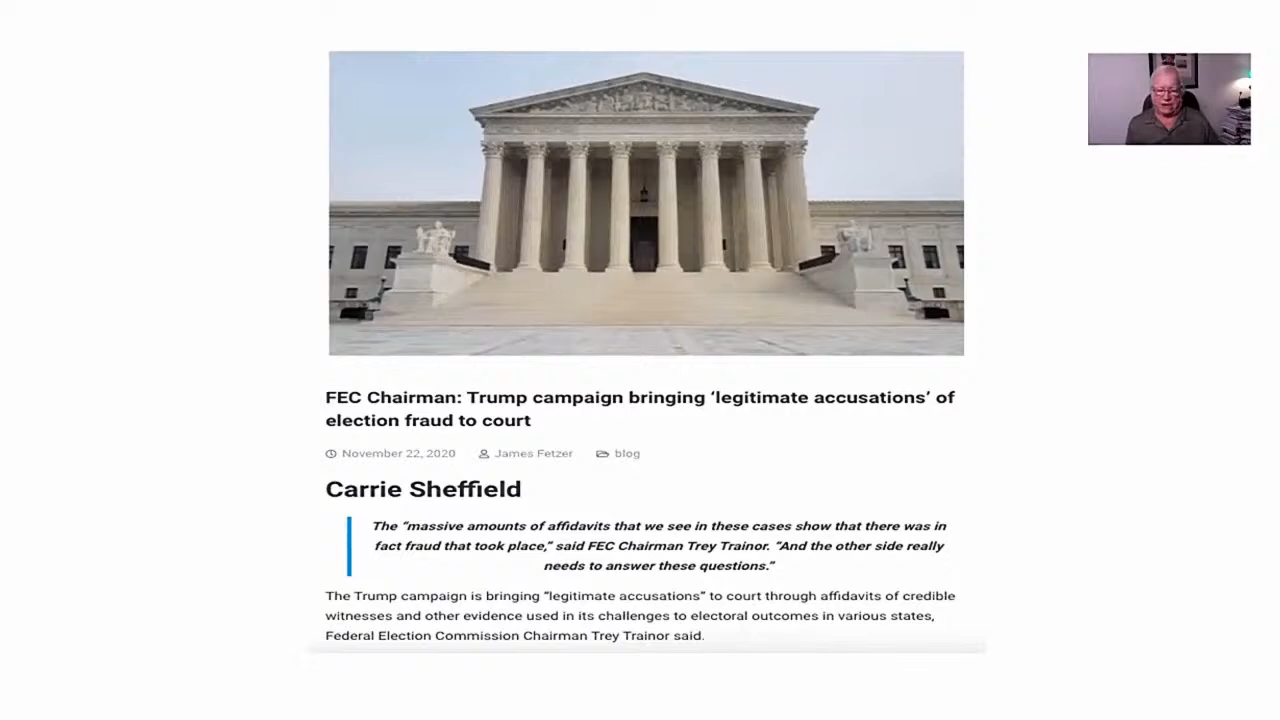 FEC Chairman: Trump campaign bringing ‘legitimate accusations’ of
election fraud to court
November 22, 2020 James Fetzer blog
Carrie Sheffield
The “massive amounts of affidavits that we see in these cases show that there was in
fact fraud that took place,” said FEC Chairman Trey Trainor. “And the other side really
needs to answer these questions.”
The Trump campaign is bringing “legitimate accusations” to court through affidavits of credible
witnesses and other evidence used in its challenges to electoral outcomes in various states,
Federal Election Commission Chairman Trey Trainor said.